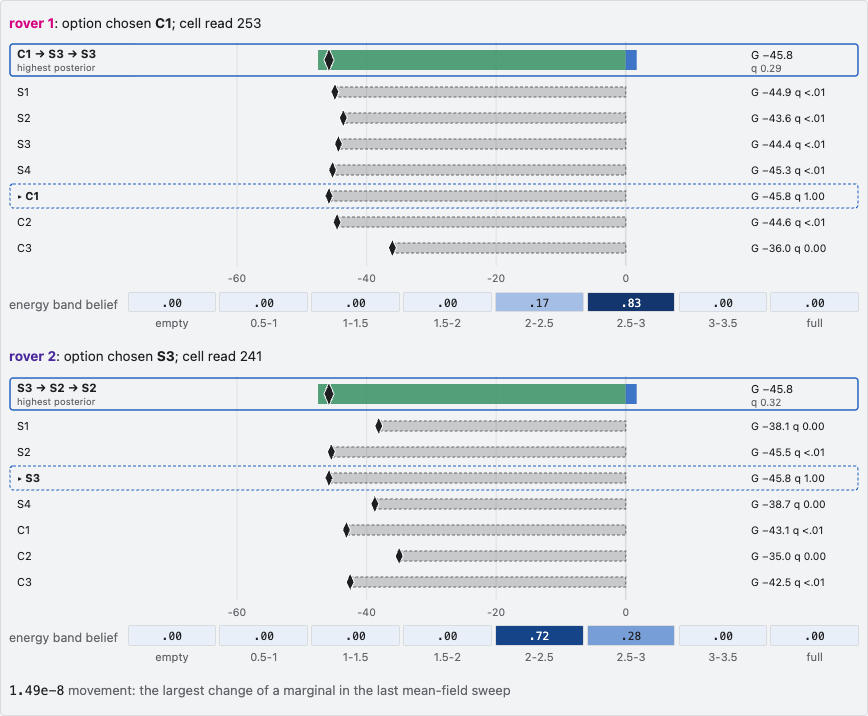 rover 1: option chosen C1; cell read 253
C1 → S3 → S3
highest posterior
G −45.8
q 0.29
S1 G −44.9 q <.01
S2 G −43.6 q <.01
S3 G −44.4 q <.01
S4 G −45.3 q <.01
▸ C1 G −45.8 q 1.00
C2 G −44.6 q <.01
C3 G −36.0 q 0.00
-60 -40 -20 0
energy band belief .00 .00 .00 .00 .17 .83 .00 .00
empty 0.5-1 1-1.5 1.5-2 2-2.5 2.5-3 3-3.5 full
rover 2: option chosen S3; cell read 241
S3 → S2 → S2
highest posterior
G −45.8
q 0.32
S1 G −38.1 q 0.00
S2 G −45.5 q <.01
▸ S3 G −45.8 q 1.00
S4 G −38.7 q 0.00
C1 G −43.1 q <.01
C2 G −35.0 q 0.00
C3 G −42.5 q <.01
-60 -40 -20 0
energy band belief .00 .00 .00 .00 .72 .28 .00 .00
empty 0.5-1 1-1.5 1.5-2 2-2.5 2.5-3 3-3.5 full
1.49e−8 movement: the largest change of a marginal in the last mean-field sweep